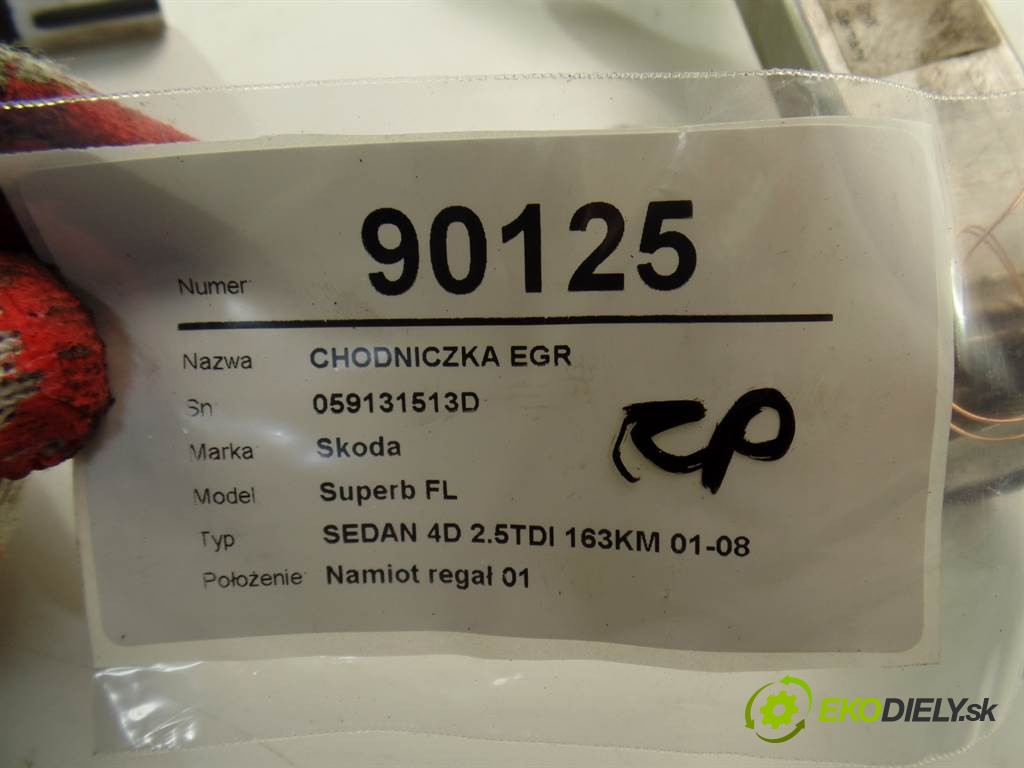 Numer 90125
Nazwa CHODNICZKA EGR
Sn 059131513D
Marka Skoda
Model Superb FL
Typ SEDAN 4D 2.5TDI 163KM 01-08
Położenie Namiot regał 01
EKODIELY.sk